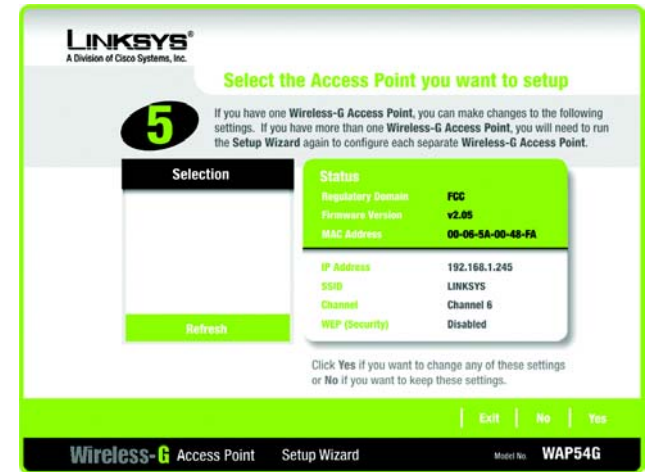 LINKSYS®
A Division of Cisco Systems, Inc.
Select the Access Point you want to setup
5
If you have one Wireless-G Access Point, you can make changes to the following
settings. If you have more than one Wireless-G Access Point, you will need to run
the Setup Wizard again to configure each separate Wireless-G Access Point.
Selection
Refresh
Status
Regulatory Domain FCC
Firmware Version v2.05
MAC Address 00-06-5A-00-48-FA
IP Address 192.168.1.245
SSID LINKSYS
Channel Channel 6
WEP (Security) Disabled
Click Yes if you want to change any of these settings
or No if you want to keep these settings.
Exit No Yes
Wireless-G Access Point Setup Wizard Model No. WAP54G